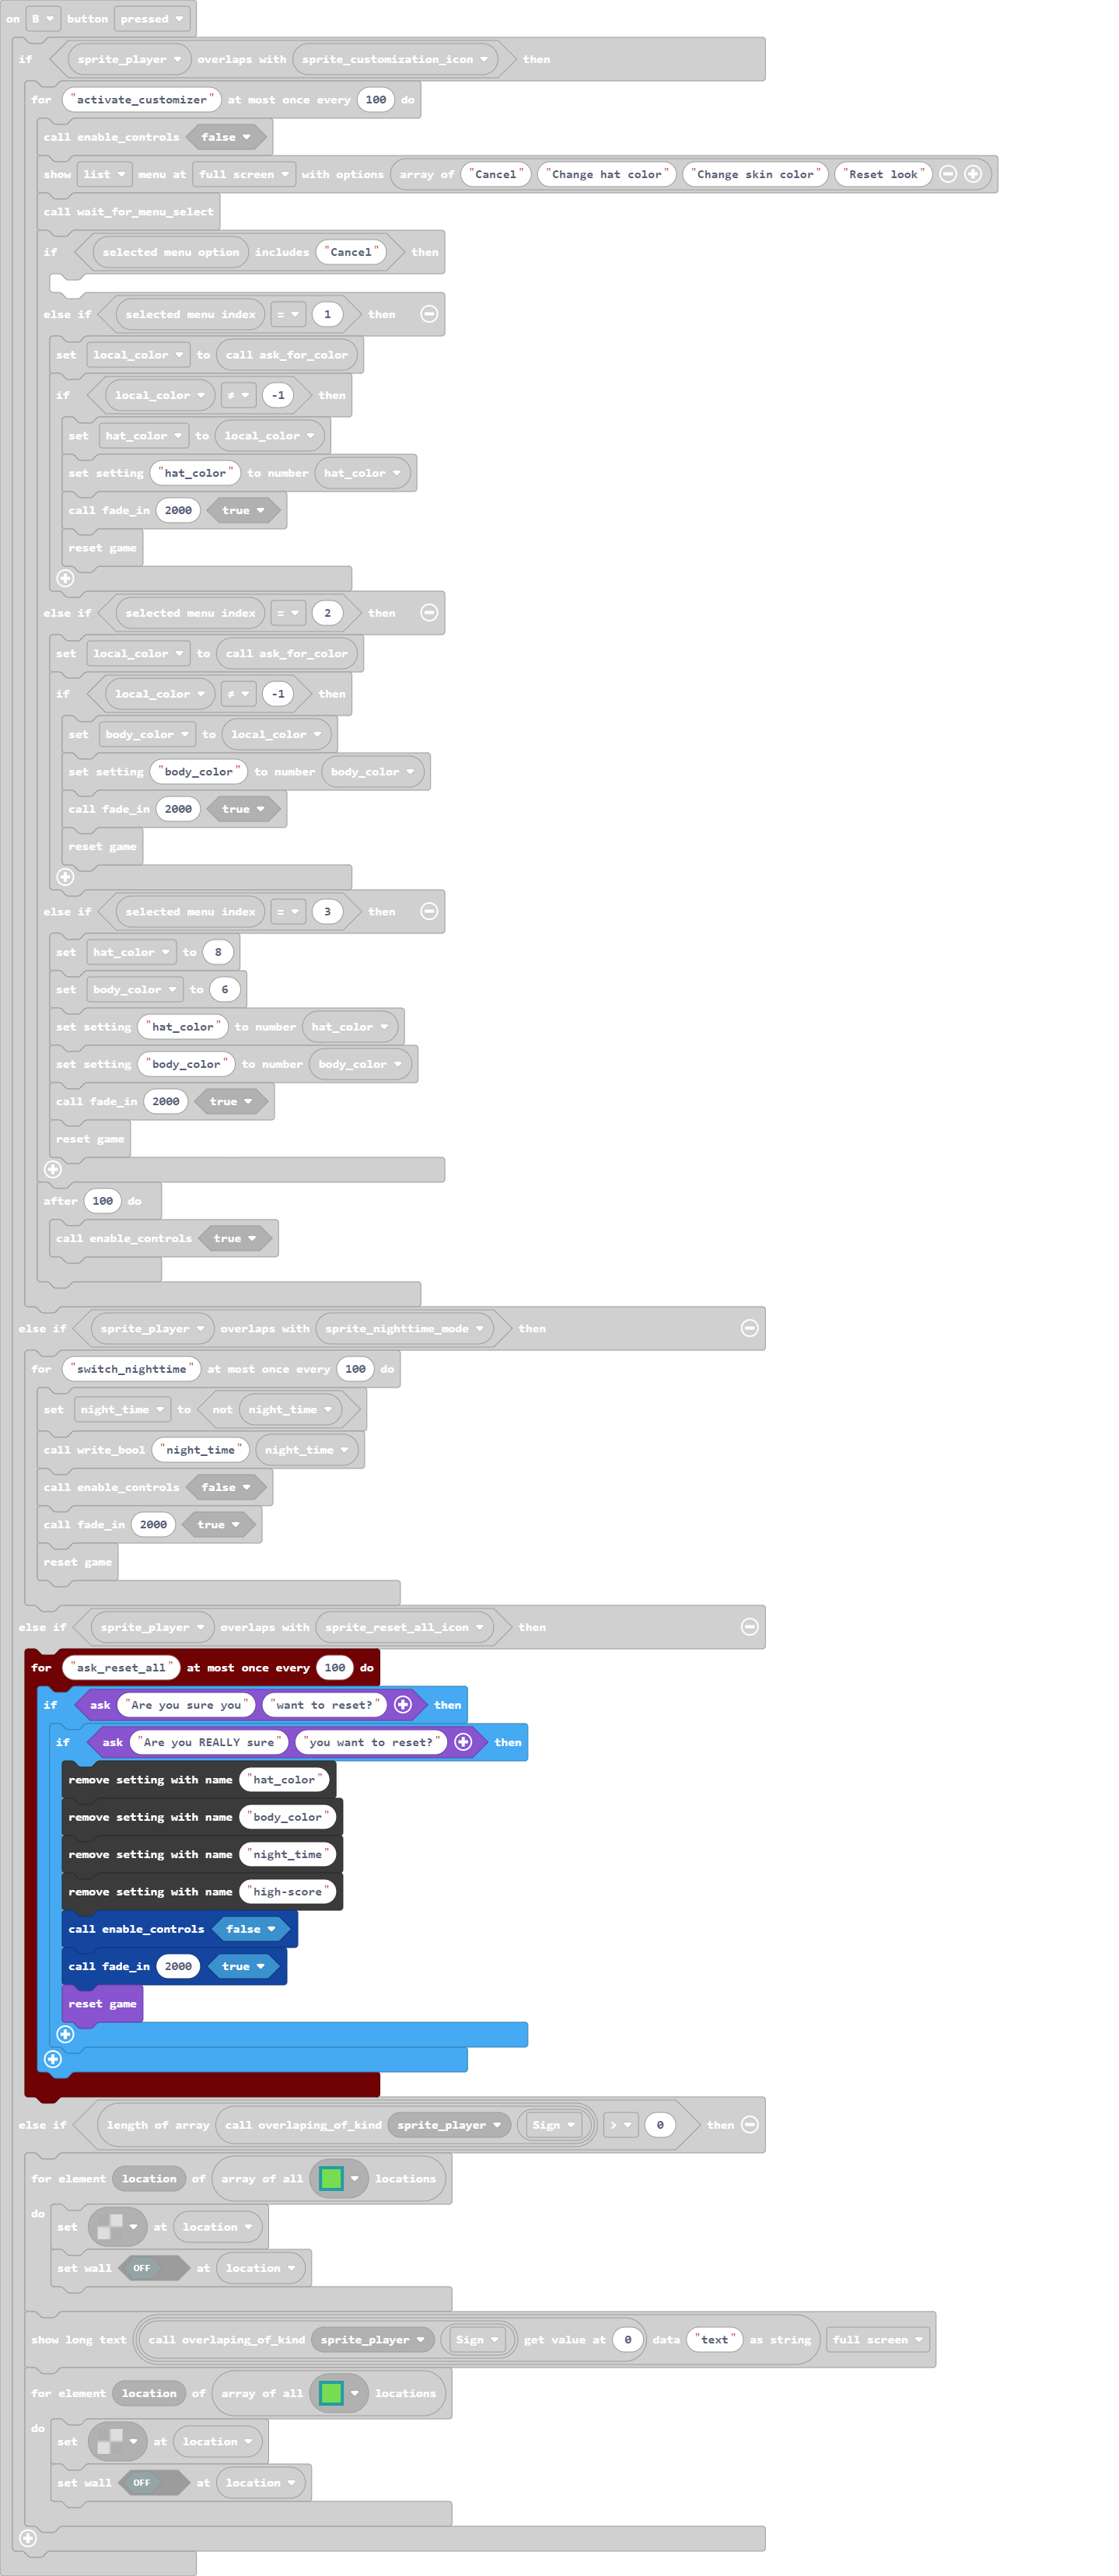 on B button pressed
if sprite_player overlaps with sprite_customization_icon then
for "activate_customizer" at most once every 100 do
call enable_controls false
show list menu at full screen with options array of "Cancel" "Change hat color" "Change skin color" "Reset look"
call wait_for_menu_select
if selected menu option includes "Cancel" then
else if selected menu index = 1 then
set local_color to call ask_for_color
if local_color ≠ -1 then
set hat_color to local_color
set setting "hat_color" to number hat_color
call fade_in 2000 true
reset game
else if selected menu index = 2 then
set local_color to call ask_for_color
if local_color ≠ -1 then
set body_color to local_color
set setting "body_color" to number body_color
call fade_in 2000 true
reset game
else if selected menu index = 3 then
set hat_color to 8
set body_color to 6
set setting "hat_color" to number hat_color
set setting "body_color" to number body_color
call fade_in 2000 true
reset game
after 100 do
call enable_controls true
else if sprite_player overlaps with sprite_nighttime_mode then
for "switch_nighttime" at most once every 100 do
set night_time to not night_time
call write_bool "night_time" night_time
call enable_controls false
call fade_in 2000 true
reset game
else if sprite_player overlaps with sprite_reset_all_icon then
for "ask_reset_all" at most once every 100 do
if ask "Are you sure you" "want to reset?" then
if ask "Are you REALLY sure" "you want to reset?" then
remove setting with name "hat_color"
remove setting with name "body_color"
remove setting with name "night_time"
remove setting with name "high-score"
call enable_controls false
call fade_in 2000 true
reset game
else if length of array call overlaping_of_kind sprite_player Sign > 0 then
for element location of array of all locations
do
set at location
set wall OFF at location
show long text call overlaping_of_kind sprite_player Sign get value at 0 data "text" as string full screen
for element location of array of all locations
do
set at location
set wall OFF at location